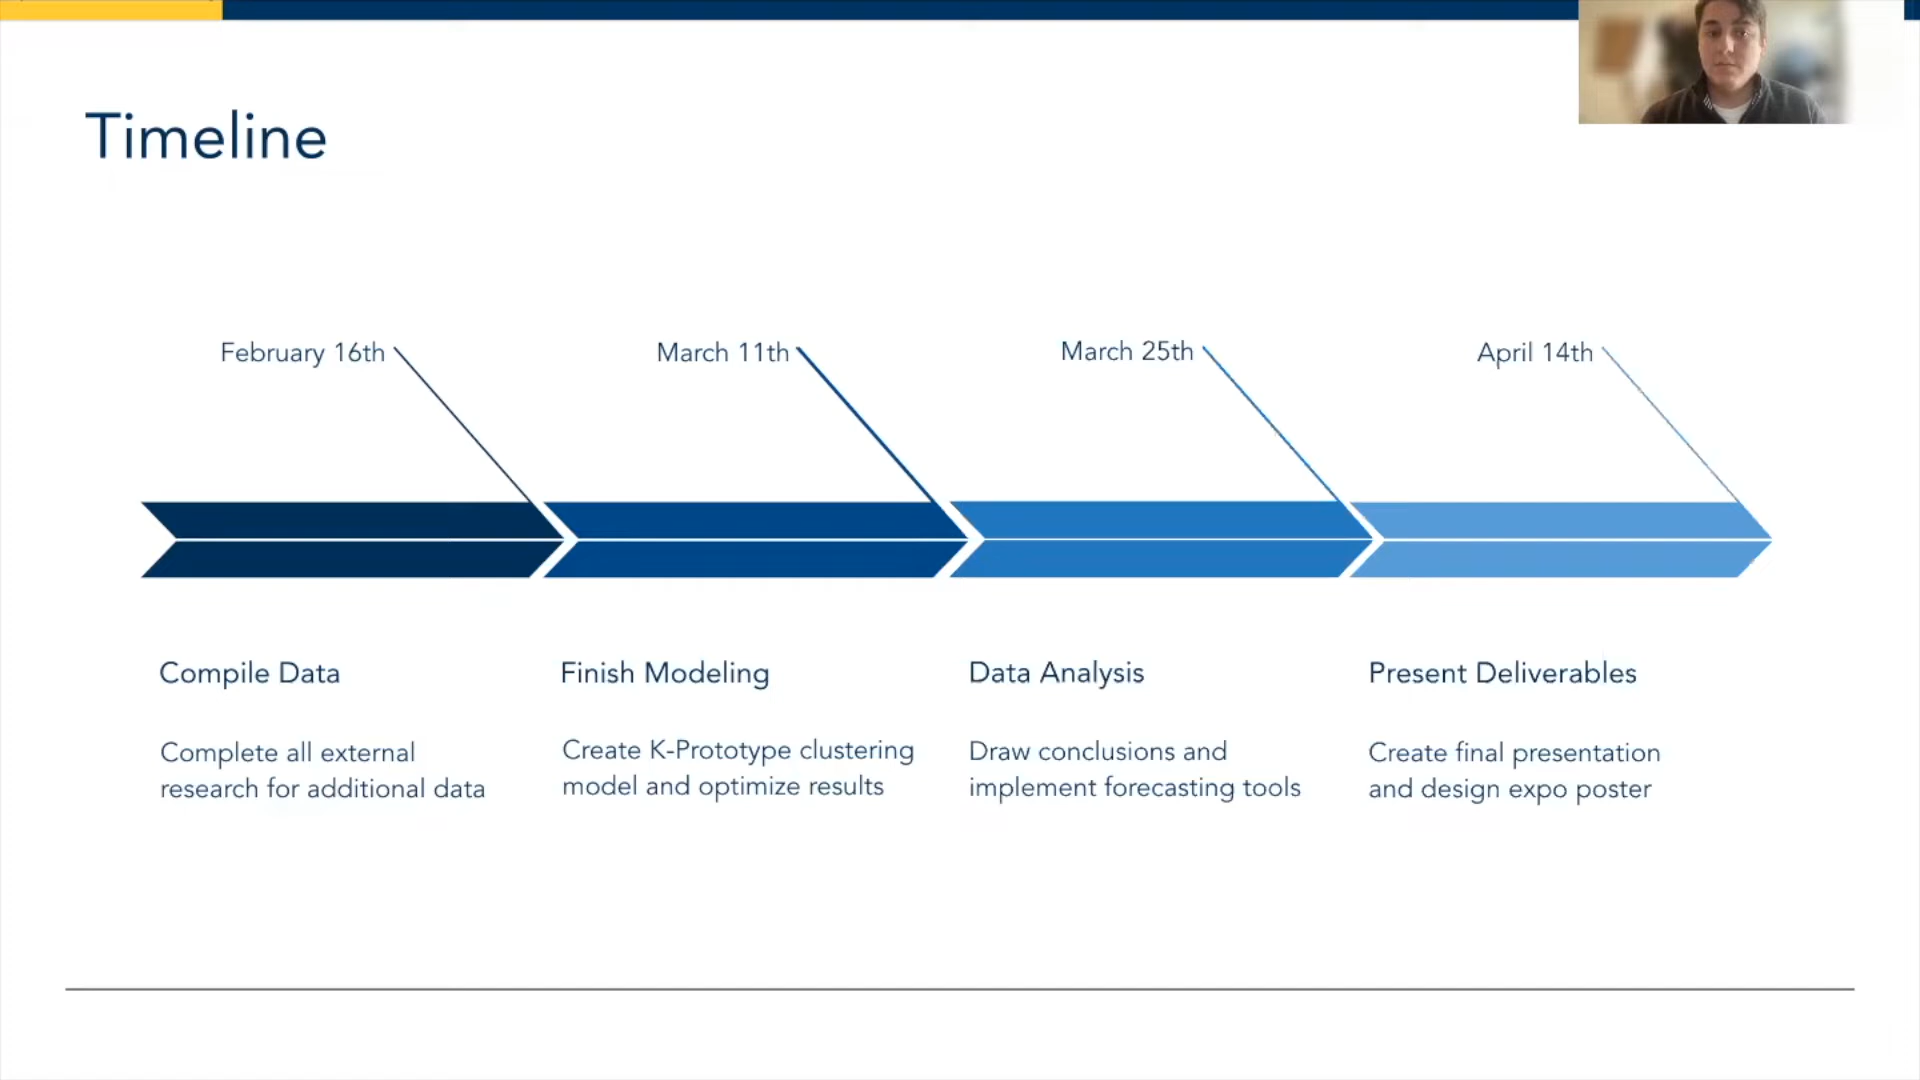 Timeline
February 16th
March 11th
March 25th
April 14th
Compile Data
Complete all external
research for additional data
Finish Modeling
Create K-Prototype clustering
model and optimize results
Data Analysis
Draw conclusions and
implement forecasting tools
Present Deliverables
Create final presentation
and design expo poster